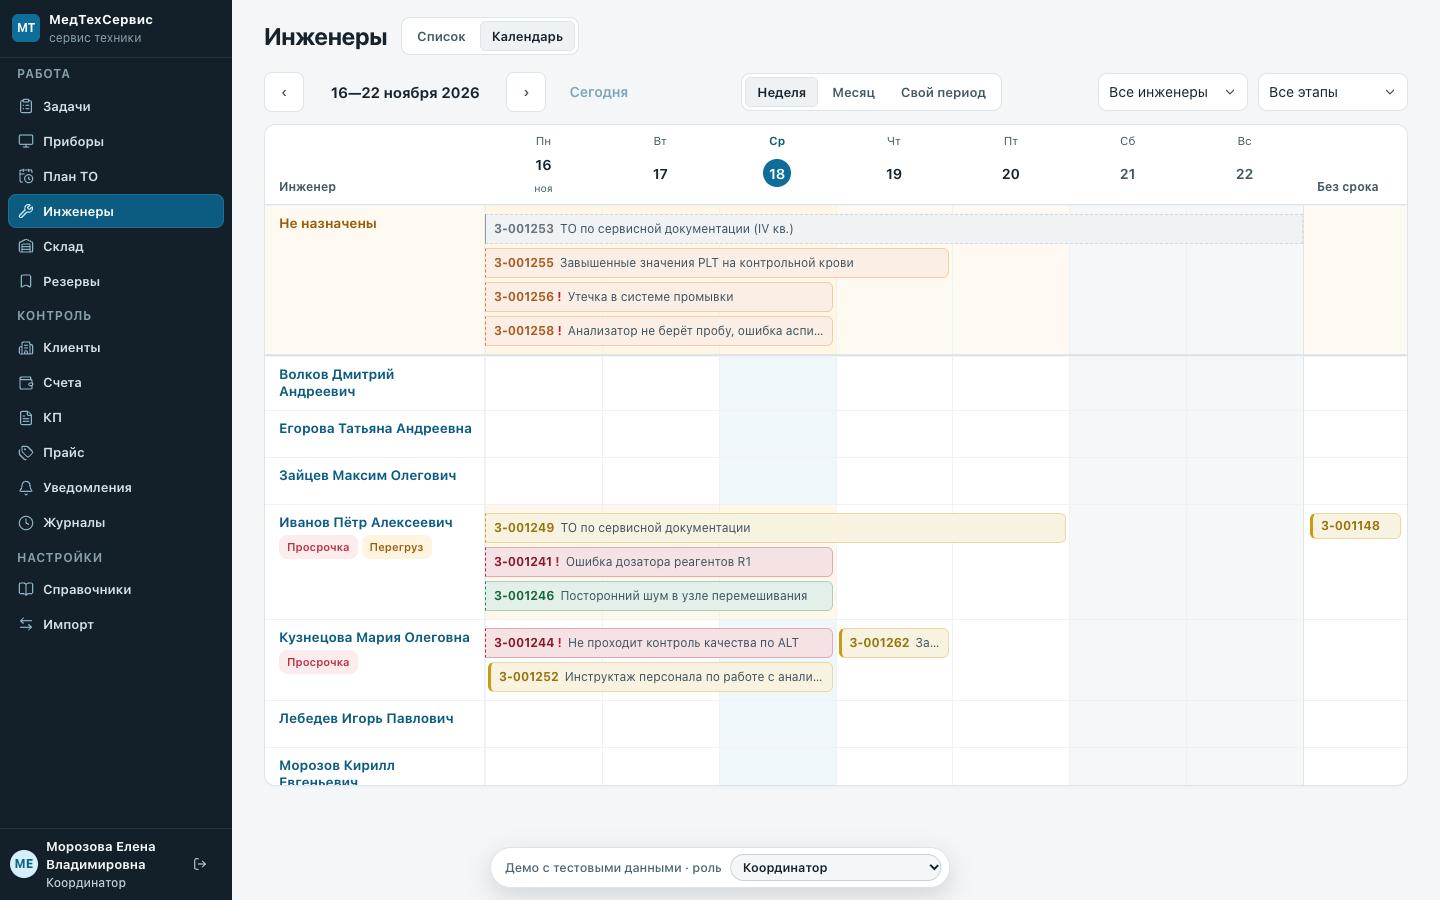 МТ
МедТехСервис
сервис техники
РАБОТА
Задачи
Приборы
План ТО
Инженеры
Склад
Резервы
КОНТРОЛЬ
Клиенты
Счета
КП
Прайс
Уведомления
Журналы
НАСТРОЙКИ
Справочники
Импорт
МЕ
Морозова Елена
Владимировна
Координатор
Инженеры
Список
Календарь
‹
16—22 ноября 2026
›
Сегодня
Неделя
Месяц
Свой период
Все инженеры
Все этапы
Инженер
Пн
16
ноя
Вт
17
Ср
18
Чт
19
Пт
20
Сб
21
Вс
22
Без срока
Не назначены
З-001253 ТО по сервисной документации (IV кв.)
З-001255 Завышенные значения PLT на контрольной крови
З-001256 ! Утечка в системе промывки
З-001258 ! Анализатор не берёт пробу, ошибка аспи...
Волков Дмитрий
Андреевич
Егорова Татьяна Андреевна
Зайцев Максим Олегович
Иванов Пётр Алексеевич
Просрочка
Перегруз
З-001249 ТО по сервисной документации
З-001148
З-001241 ! Ошибка дозатора реагентов R1
З-001246 Посторонний шум в узле перемешивания
Кузнецова Мария Олеговна
Просрочка
З-001244 ! Не проходит контроль качества по ALT
З-001262 За...
З-001252 Инструктаж персонала по работе с анали...
Лебедев Игорь Павлович
Морозов Кирилл
Евгеньевич
Демо с тестовыми данными · роль
Координатор